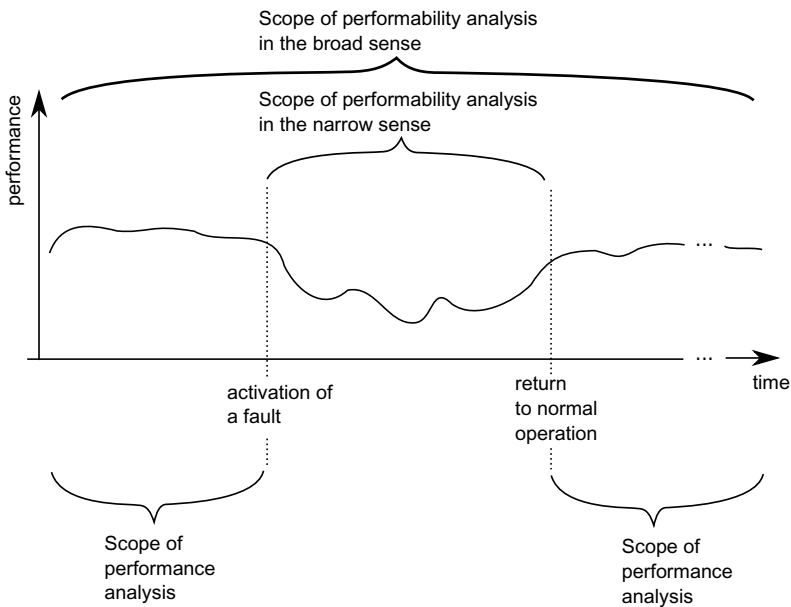 Scope of performability analysis
in the broad sense
Scope of performability analysis
in the narrow sense
performance
...
...
time
activation of
a fault
return
to normal
operation
Scope of
performance
analysis
Scope of
performance
analysis